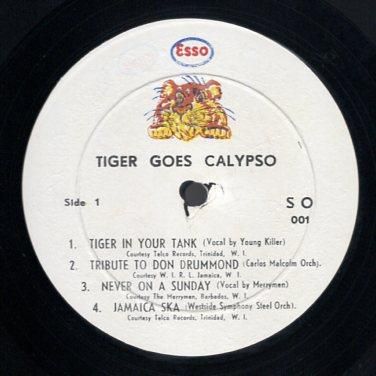 Esso
TIGER GOES CALYPSO
Side 1
S O
001
1. TIGER IN YOUR TANK (Vocal by Young Killer)
Courtesy Telco Records, Trinidad, W. I.
2. TRIBUTE TO DON DRUMMOND (Carlos Malcolm Orch).
Courtesy W. I. R. L. Jamaica, W. I.
3. NEVER ON A SUNDAY (Vocal by Merrymen)
Courtesy The Merrymen, Barbados, W. I.
4. JAMAICA SKA (Westside Symphony Steel Orch).
Courtesy Telco Records, Trinidad, W. I.